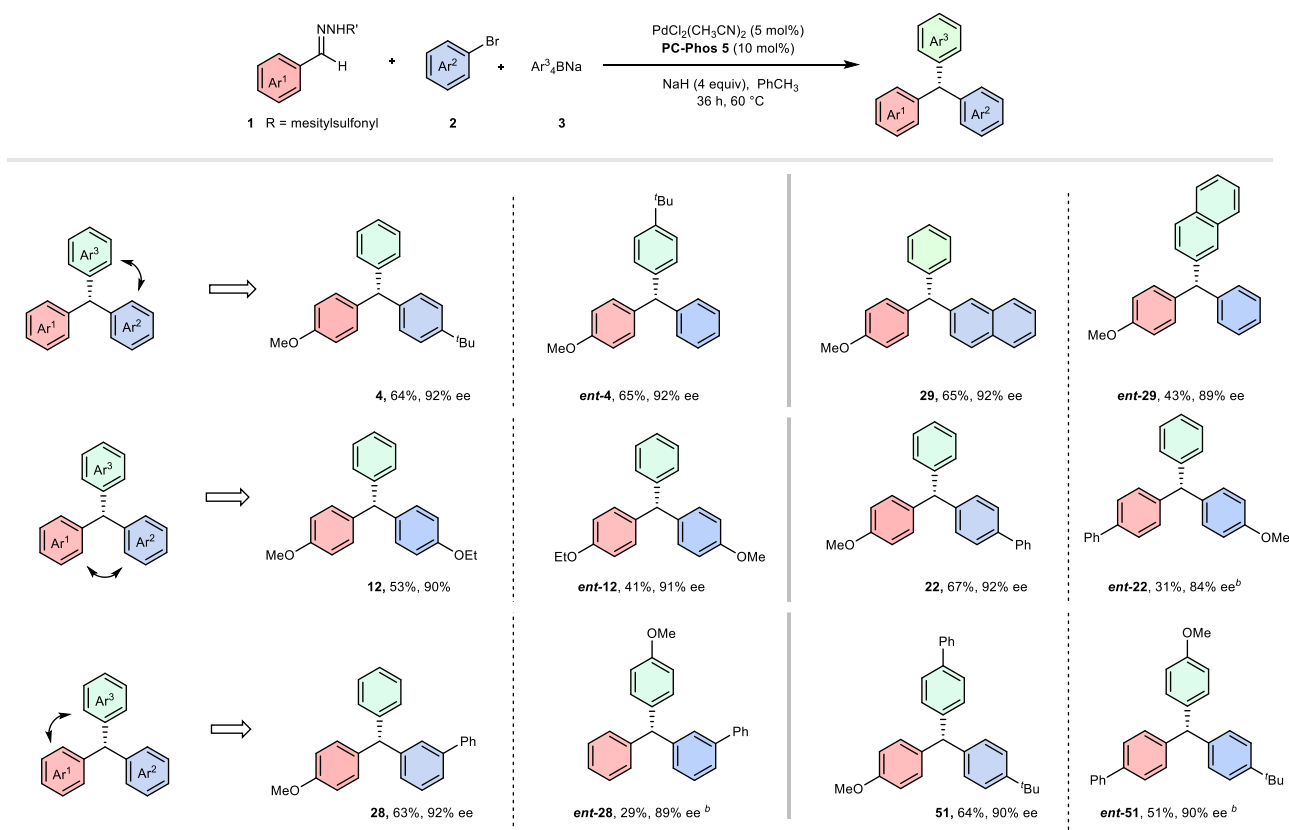 NNHR'
H
Ar1
1 R = mesitylsulfonyl
+
Br
Ar2
2
+
Ar34BNa
3
PdCl2(CH3CN)2 (5 mol%)
PC-Phos 5 (10 mol%)
NaH (4 equiv), PhCH3
36 h, 60 °C
Ar3
Ar1
Ar2
Ar3
Ar1
Ar2
MeO
tBu
4, 64%, 92% ee
tBu
MeO
ent-4, 65%, 92% ee
MeO
29, 65%, 92% ee
MeO
ent-29, 43%, 89% ee
Ar3
Ar1
Ar2
MeO
OEt
12, 53%, 90%
EtO
OMe
ent-12, 41%, 91% ee
MeO
Ph
22, 67%, 92% ee
Ph
OMe
ent-22, 31%, 84% eeb
Ar3
Ar1
Ar2
Ph
MeO
28, 63%, 92% ee
OMe
Ph
ent-28, 29%, 89% ee b
Ph
MeO
tBu
51, 64%, 90% ee
OMe
Ph
tBu
ent-51, 51%, 90% ee b